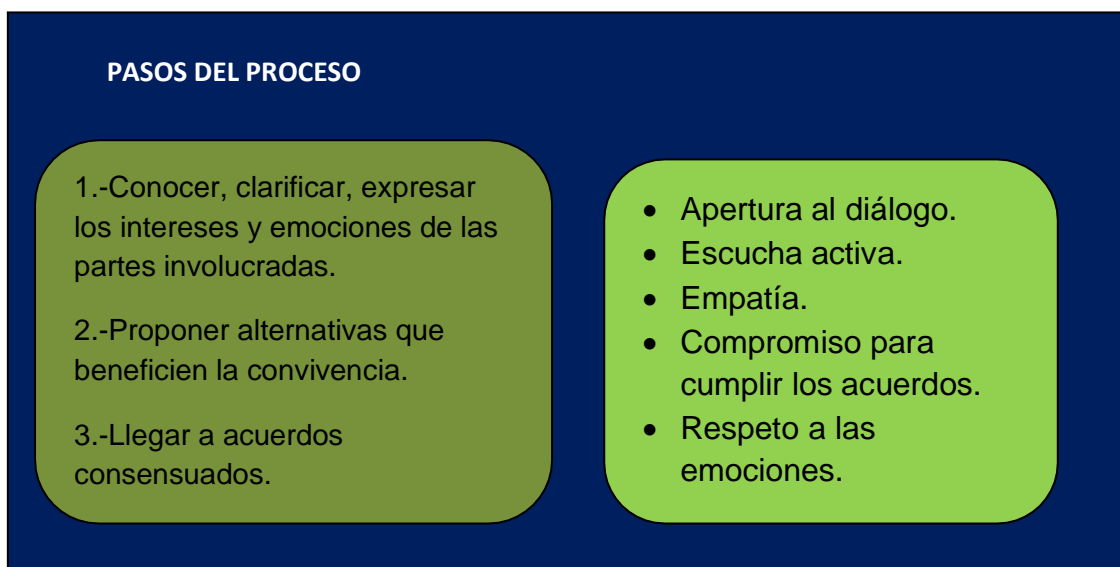 PASOS DEL PROCESO
1.-Conocer, clarificar, expresar
los intereses y emociones de las
partes involucradas.
2.-Proponer alternativas que
beneficien la convivencia.
3.-Llegar a acuerdos
consensuados.
• Apertura al diálogo.
• Escucha activa.
• Empatía.
• Compromiso para
cumplir los acuerdos.
• Respeto a las
emociones.